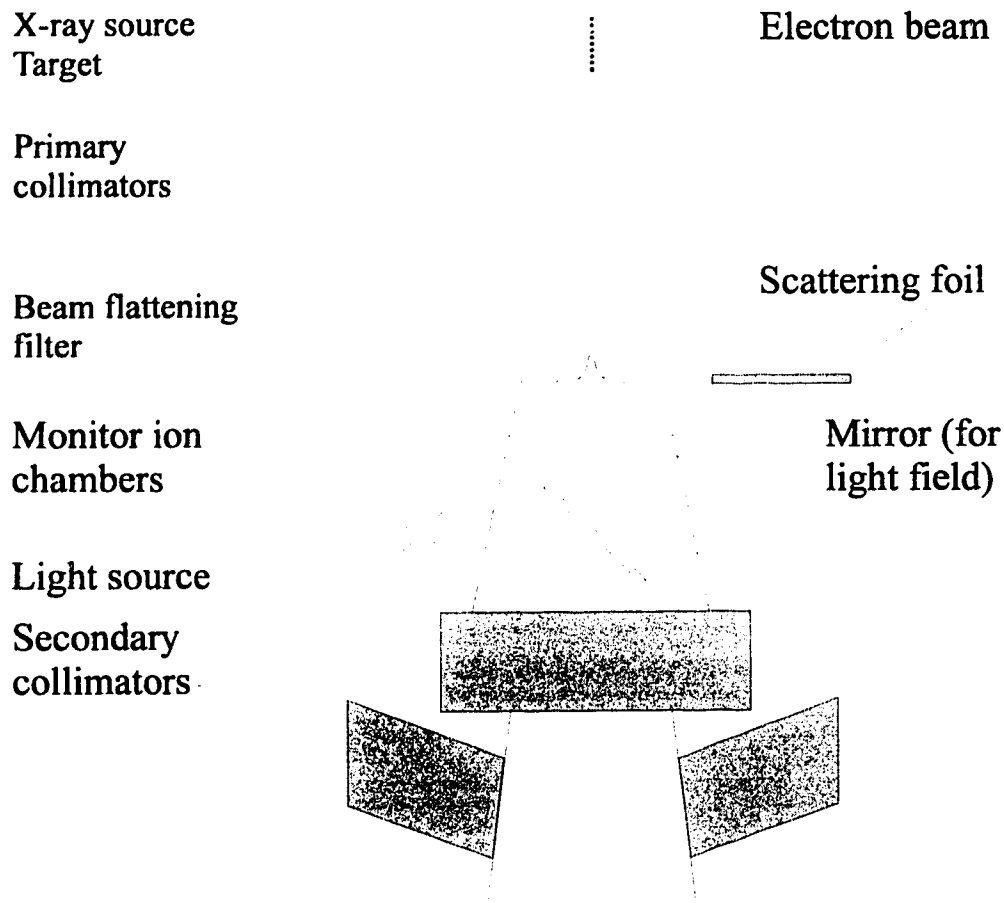 X-ray source
Target
Electron beam
Primary
collimators
Scattering foil
Beam flattening
filter
Monitor ion
chambers
Mirror (for
light field)
Light source
Secondary
collimators